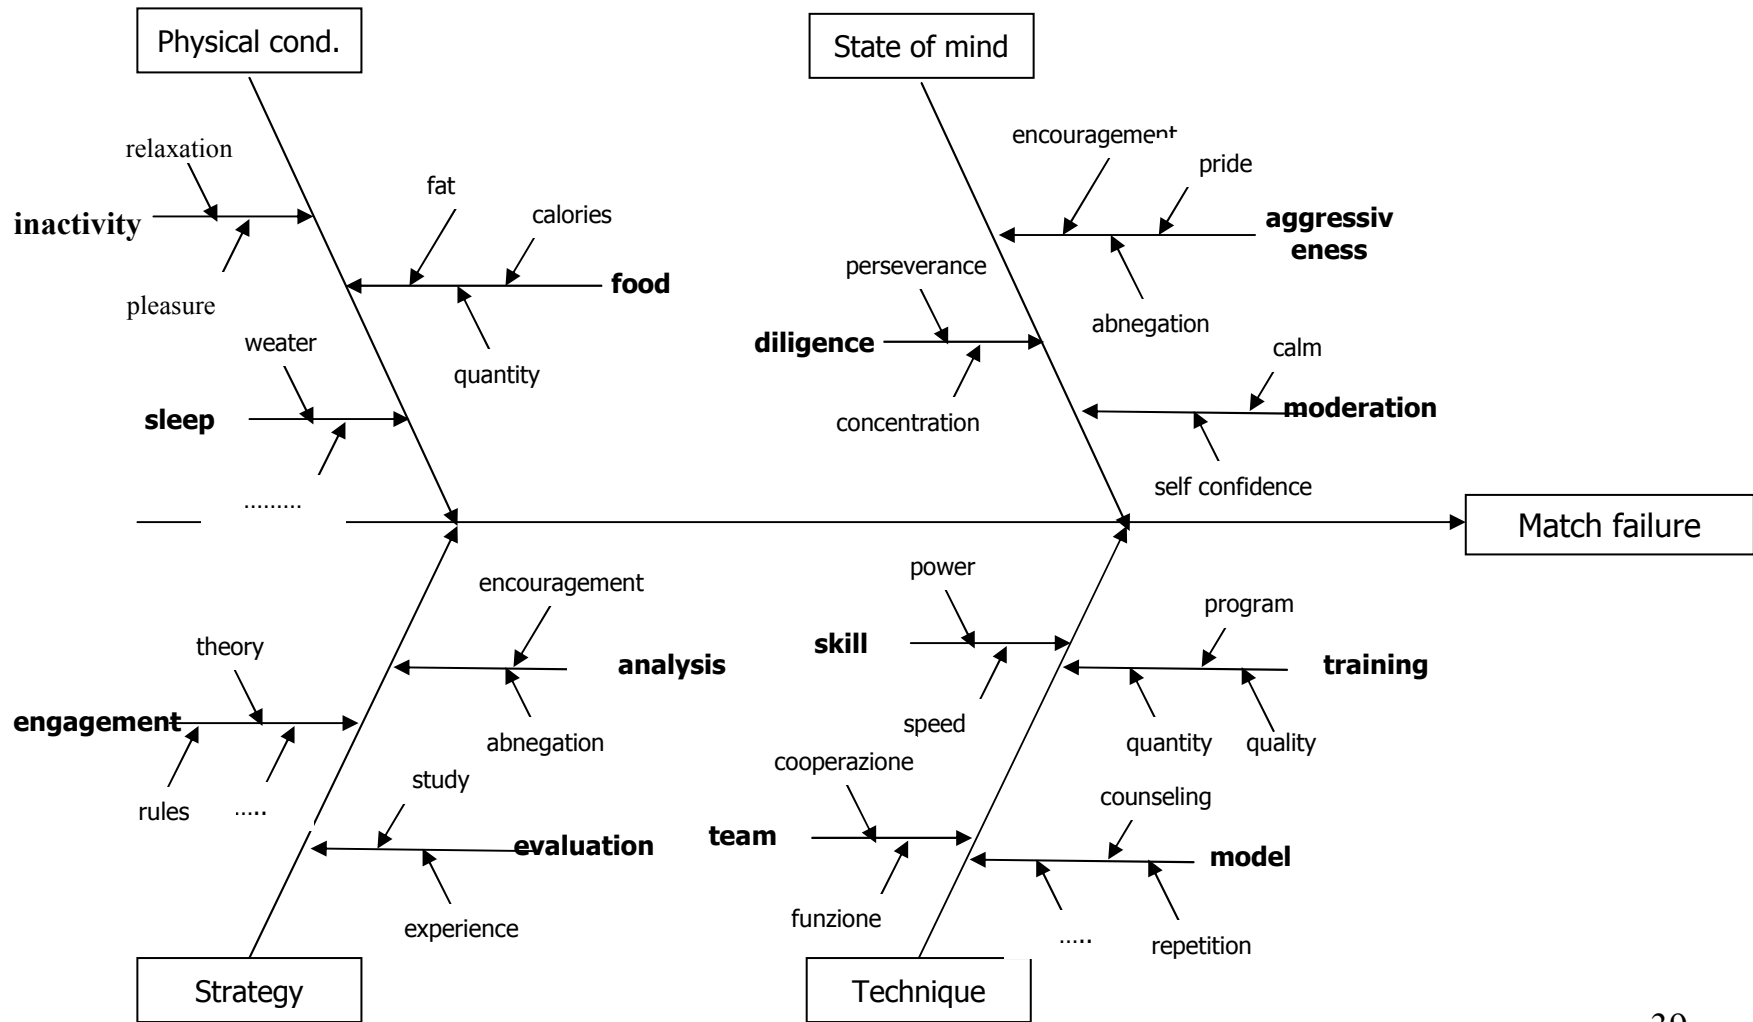 Physical cond.
State of mind
encouragement
relaxation
pride
fat
calories
inactivity
aggressiv
eness
perseverance
food
pleasure
abnegation
weater
diligence
calm
quantity
sleep
moderation
concentration
self confidence
.........
Match failure
power
encouragement
program
theory
skill
analysis
training
engagement
speed
abnegation
quantity
quality
cooperazione
study
counseling
rules
.....
team
evaluation
model
funzione
experience
.....
repetition
Strategy
Technique